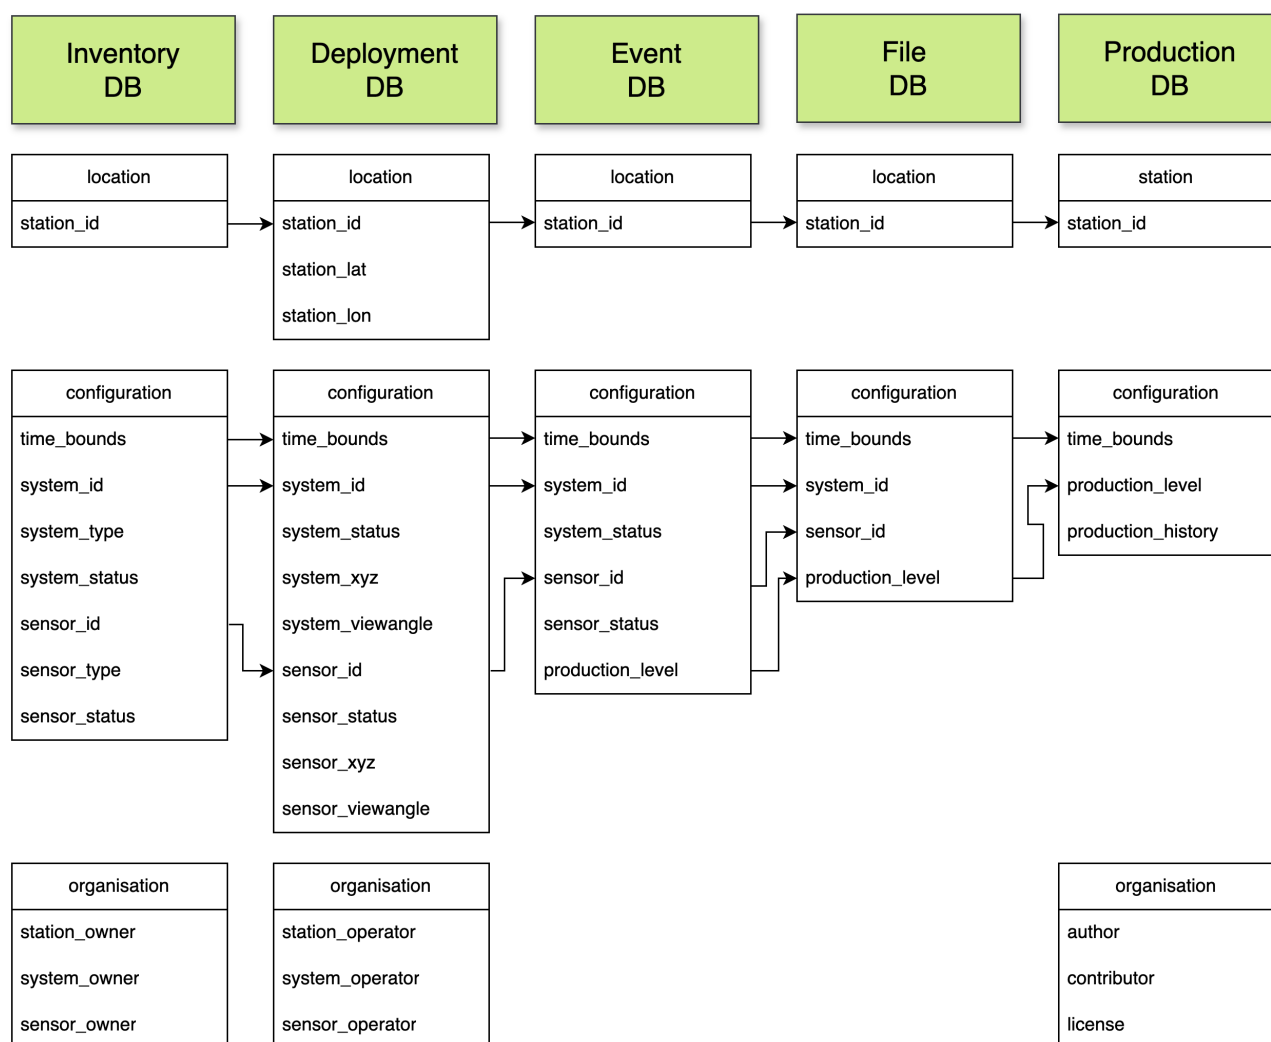 Inventory
DB
Deployment
DB
Event
DB
File
DB
Production
DB
location
station_id
location
station_id
station_lat
station_lon
location
station_id
location
station_id
station
station_id
configuration
time_bounds
system_id
system_type
system_status
sensor_id
sensor_type
sensor_status
configuration
time_bounds
system_id
system_status
system_xyz
system_viewangle
sensor_id
sensor_status
sensor_xyz
sensor_viewangle
configuration
time_bounds
system_id
system_status
sensor_id
sensor_status
production_level
configuration
time_bounds
system_id
sensor_id
production_level
configuration
time_bounds
production_level
production_history
organisation
station_owner
system_owner
sensor_owner
organisation
station_operator
system_operator
sensor_operator
organisation
author
contributor
license